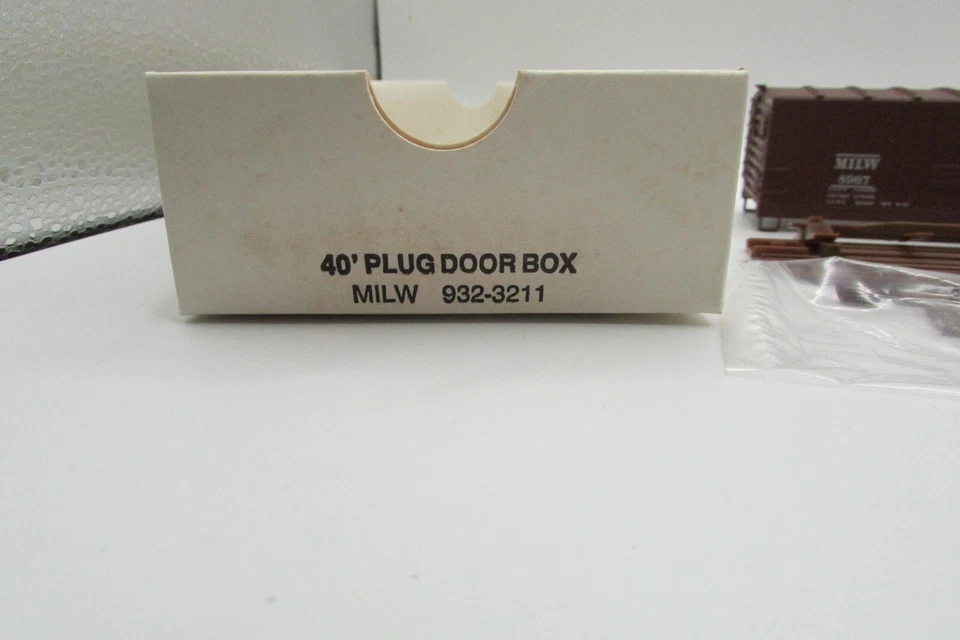 40' PLUG DOOR BOX
MILW 932-3211
MILW
8967